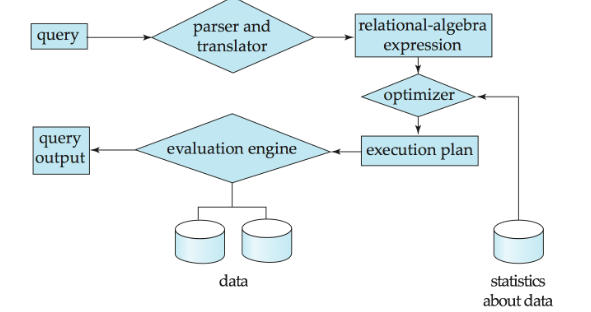 query
parser and
translator
relational-algebra
expression
optimizer
query
output
evaluation engine
execution plan
data
statistics
about data